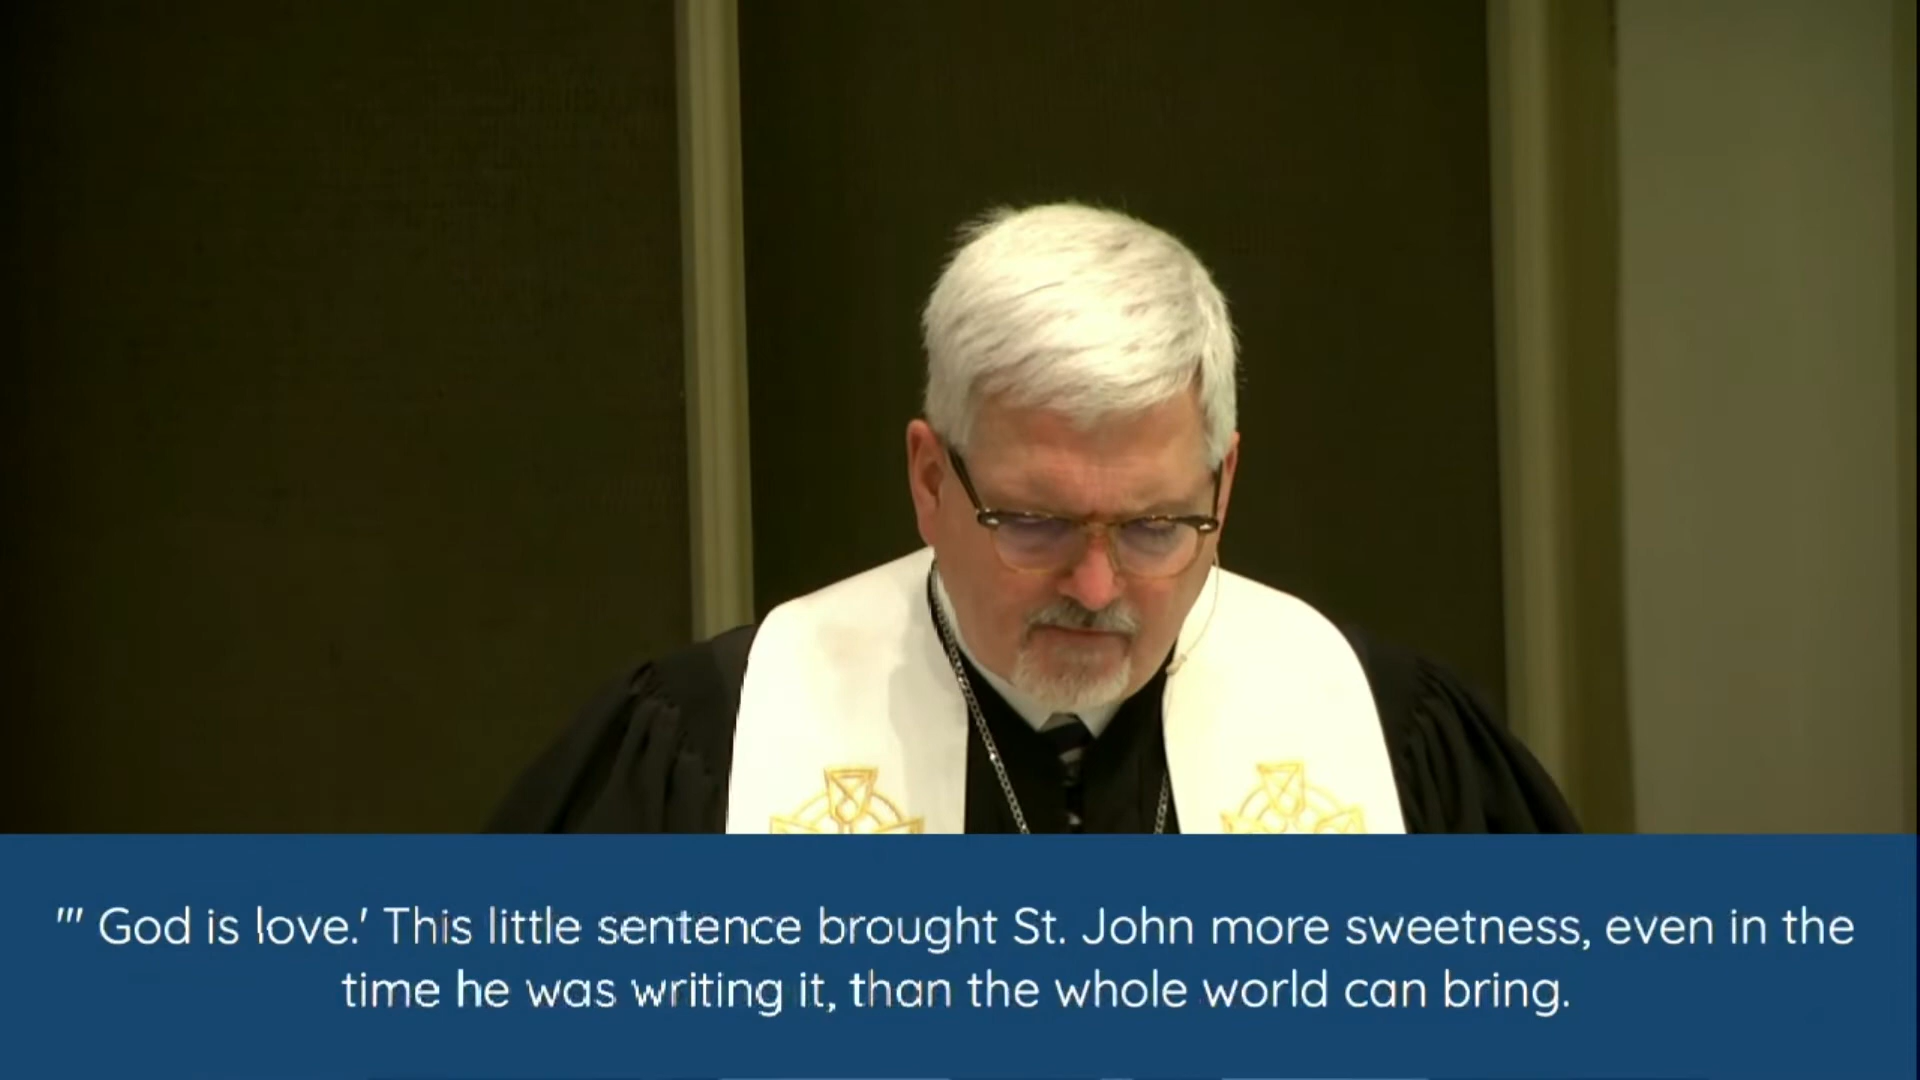 "' God is love.' This little sentence brought St. John more sweetness, even in the
time he was writing it, than the whole world can bring.